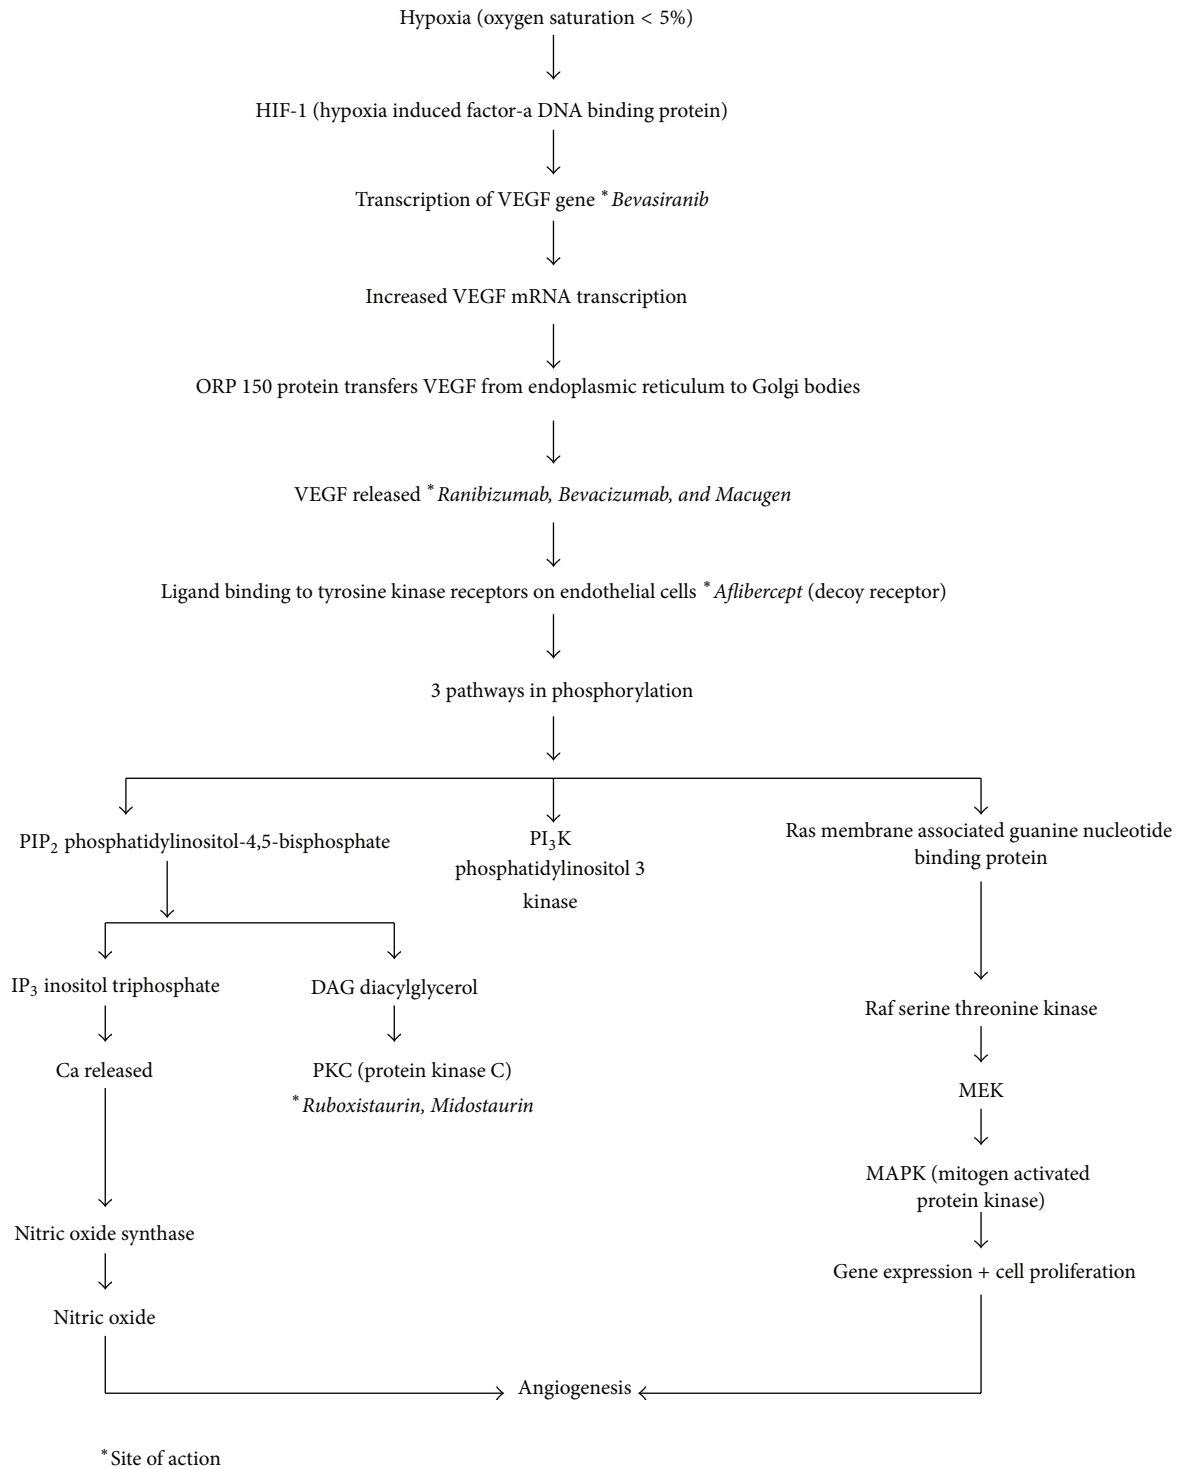 Hypoxia (oxygen saturation < 5%)
HIF-1 (hypoxia induced factor-a DNA binding protein)
Transcription of VEGF gene *Bevasiranib
Increased VEGF mRNA transcription
ORP 150 protein transfers VEGF from endoplasmic reticulum to Golgi bodies
VEGF released *Ranibizumab, Bevacizumab, and Macugen
Ligand binding to tyrosine kinase receptors on endothelial cells *Aflibercept (decoy receptor)
3 pathways in phosphorylation
PIP₂ phosphatidylinositol-4,5-bisphosphate
PI₃K
phosphatidylinositol 3
kinase
Ras membrane associated guanine nucleotide
binding protein
IP₃ inositol triphosphate
DAG diacylglycerol
Raf serine threonine kinase
Ca released
PKC (protein kinase C)
*Ruboxistaurin, Midostaurin
MEK
MAPK (mitogen activated
protein kinase)
Nitric oxide synthase
Gene expression + cell proliferation
Nitric oxide
Angiogenesis
*Site of action